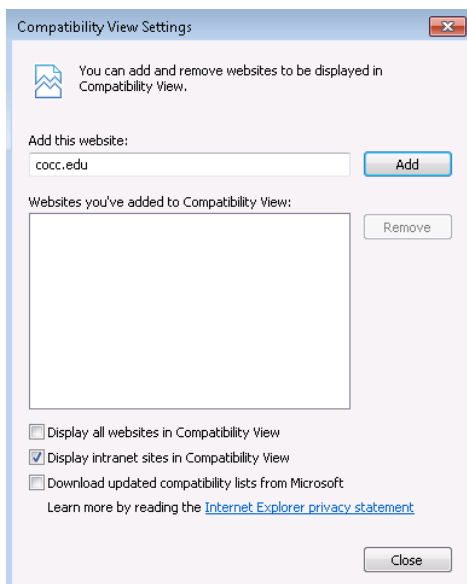 Compatibility View Settings
You can add and remove websites to be displayed in
Compatibility View.
Add this website:
cocc.edu
Add
Websites you've added to Compatibility View:
Remove
Display all websites in Compatibility View
Display intranet sites in Compatibility View
Download updated compatibility lists from Microsoft
Learn more by reading the Internet Explorer privacy statement
Close